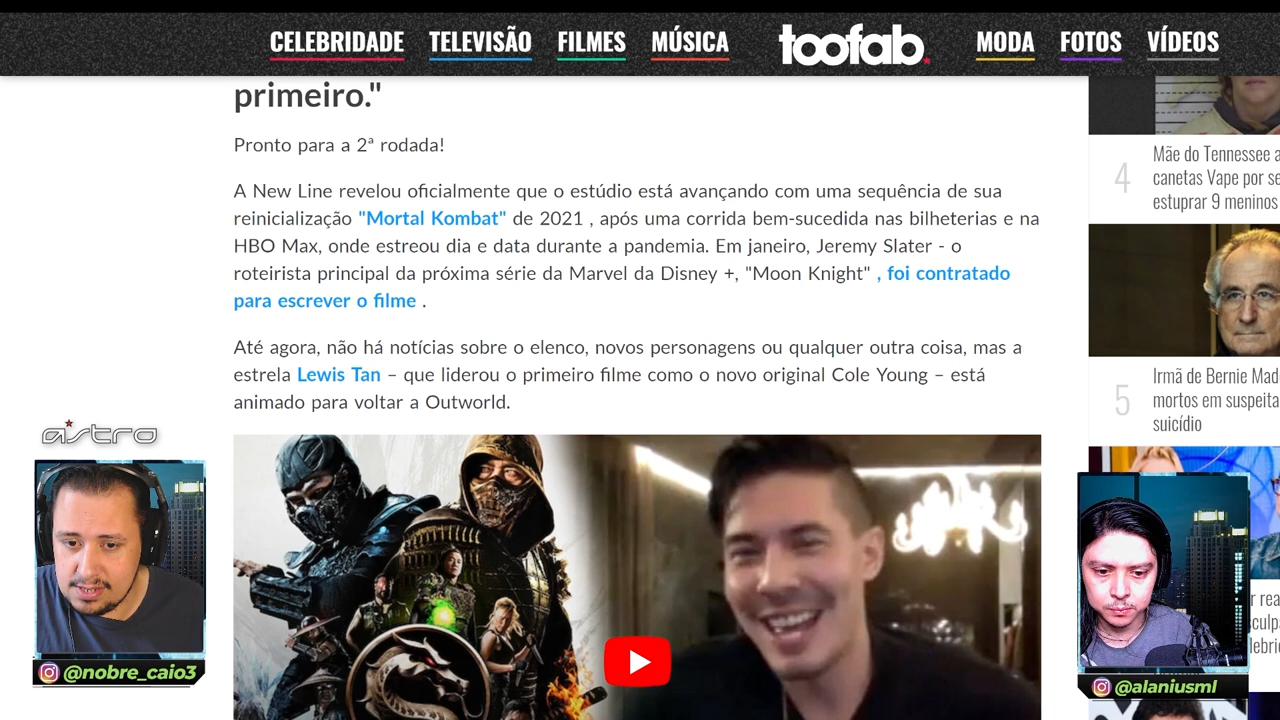 CELEBRIDADE TELEVISÃO FILMES MÚSICA toofab. MODA FOTOS VÍDEOS
primeiro."
Pronto para a 2ª rodada!
A New Line revelou oficialmente que o estúdio está avançando com uma sequência de sua
reinicialização "Mortal Kombat" de 2021 , após uma corrida bem-sucedida nas bilheterias e na
HBO Max, onde estreou dia e data durante a pandemia. Em janeiro, Jeremy Slater - o
roteirista principal da próxima série da Marvel da Disney +, "Moon Knight" , foi contratado
para escrever o filme .
Até agora, não há notícias sobre o elenco, novos personagens ou qualquer outra coisa, mas a
estrela Lewis Tan – que liderou o primeiro filme como o novo original Cole Young – está
animado para voltar a Outworld.
4
Mãe do Tennessee a
canetas Vape por se
estuprar 9 meninos
5
Irmã de Bernie Mad
mortos em suspeita
suicídio
astro
@nobre_caio3
@alaniusml